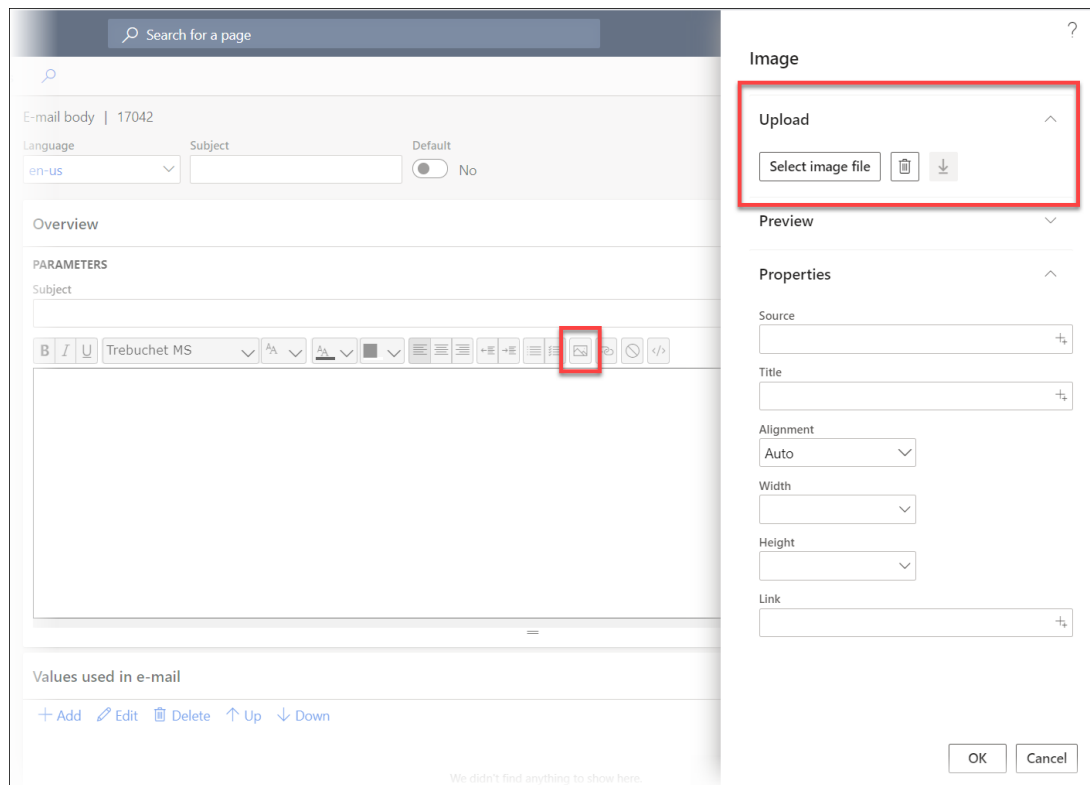 Search for a page
?
Image
E-mail body | 17042
Language
Subject
Default
en-us
No
Upload
Select image file
Preview
Overview
PARAMETERS
Subject
B I U Trebuchet MS AA A </>
Properties
Source
Title
Alignment
Auto
Width
Height
Link
Values used in e-mail
Add Edit Delete Up Down
We didn't find anything to show here.
OK Cancel